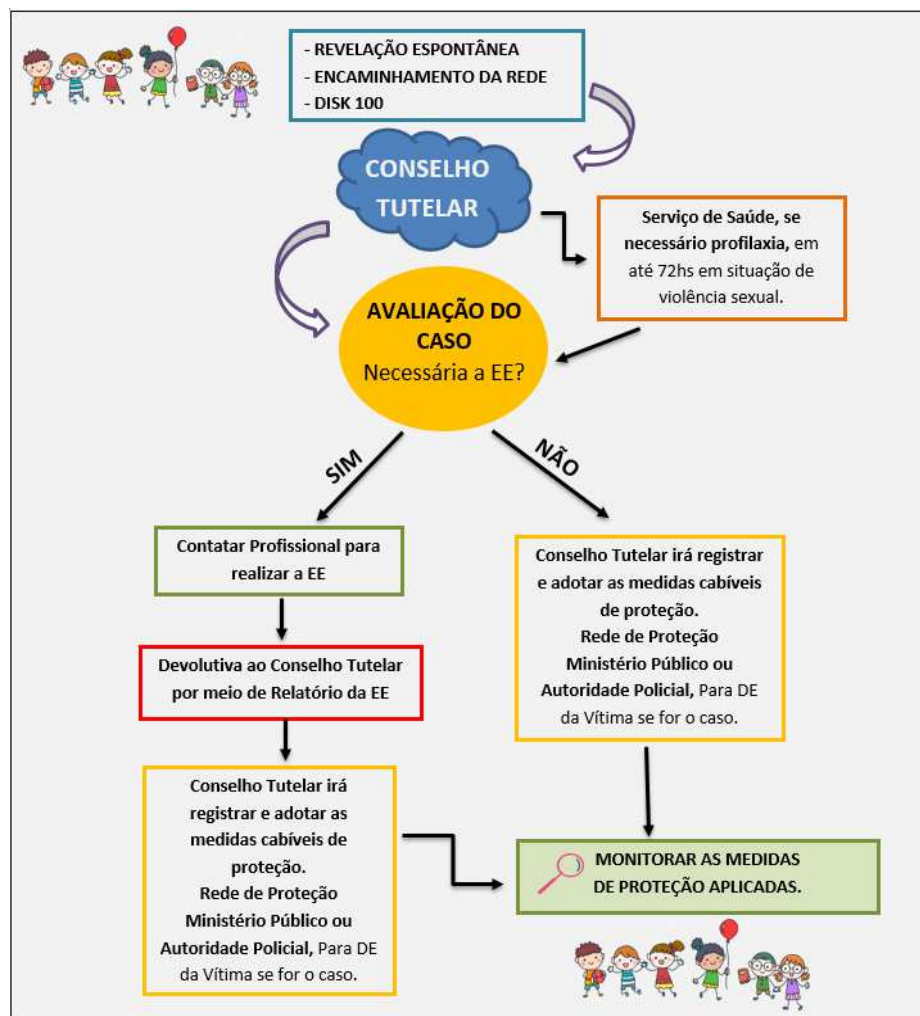 - REVELAÇÃO ESPONTÂNEA
- ENCAMINHAMENTO DA REDE
- DISK 100
CONSELHO
TUTELAR
Serviço de Saúde, se
necessário profilaxia, em
até 72hs em situação de
violência sexual.
AVALIAÇÃO DO
CASO
Necessária a EE?
SIM
NÃO
Contatar Profissional para
realizar a EE
Devolutiva ao Conselho Tutelar
por meio de Relatório da EE
Conselho Tutelar irá
registrar e adotar as
medidas cabíveis de
proteção.
Rede de Proteção
Ministério Público ou
Autoridade Policial, Para DE
da Vítima se for o caso.
Conselho Tutelar irá registrar
e adotar as medidas cabíveis
de proteção.
Rede de Proteção
Ministério Público ou
Autoridade Policial, Para DE
da Vítima se for o caso.
MONITORAR AS MEDIDAS
DE PROTEÇÃO APLICADAS.